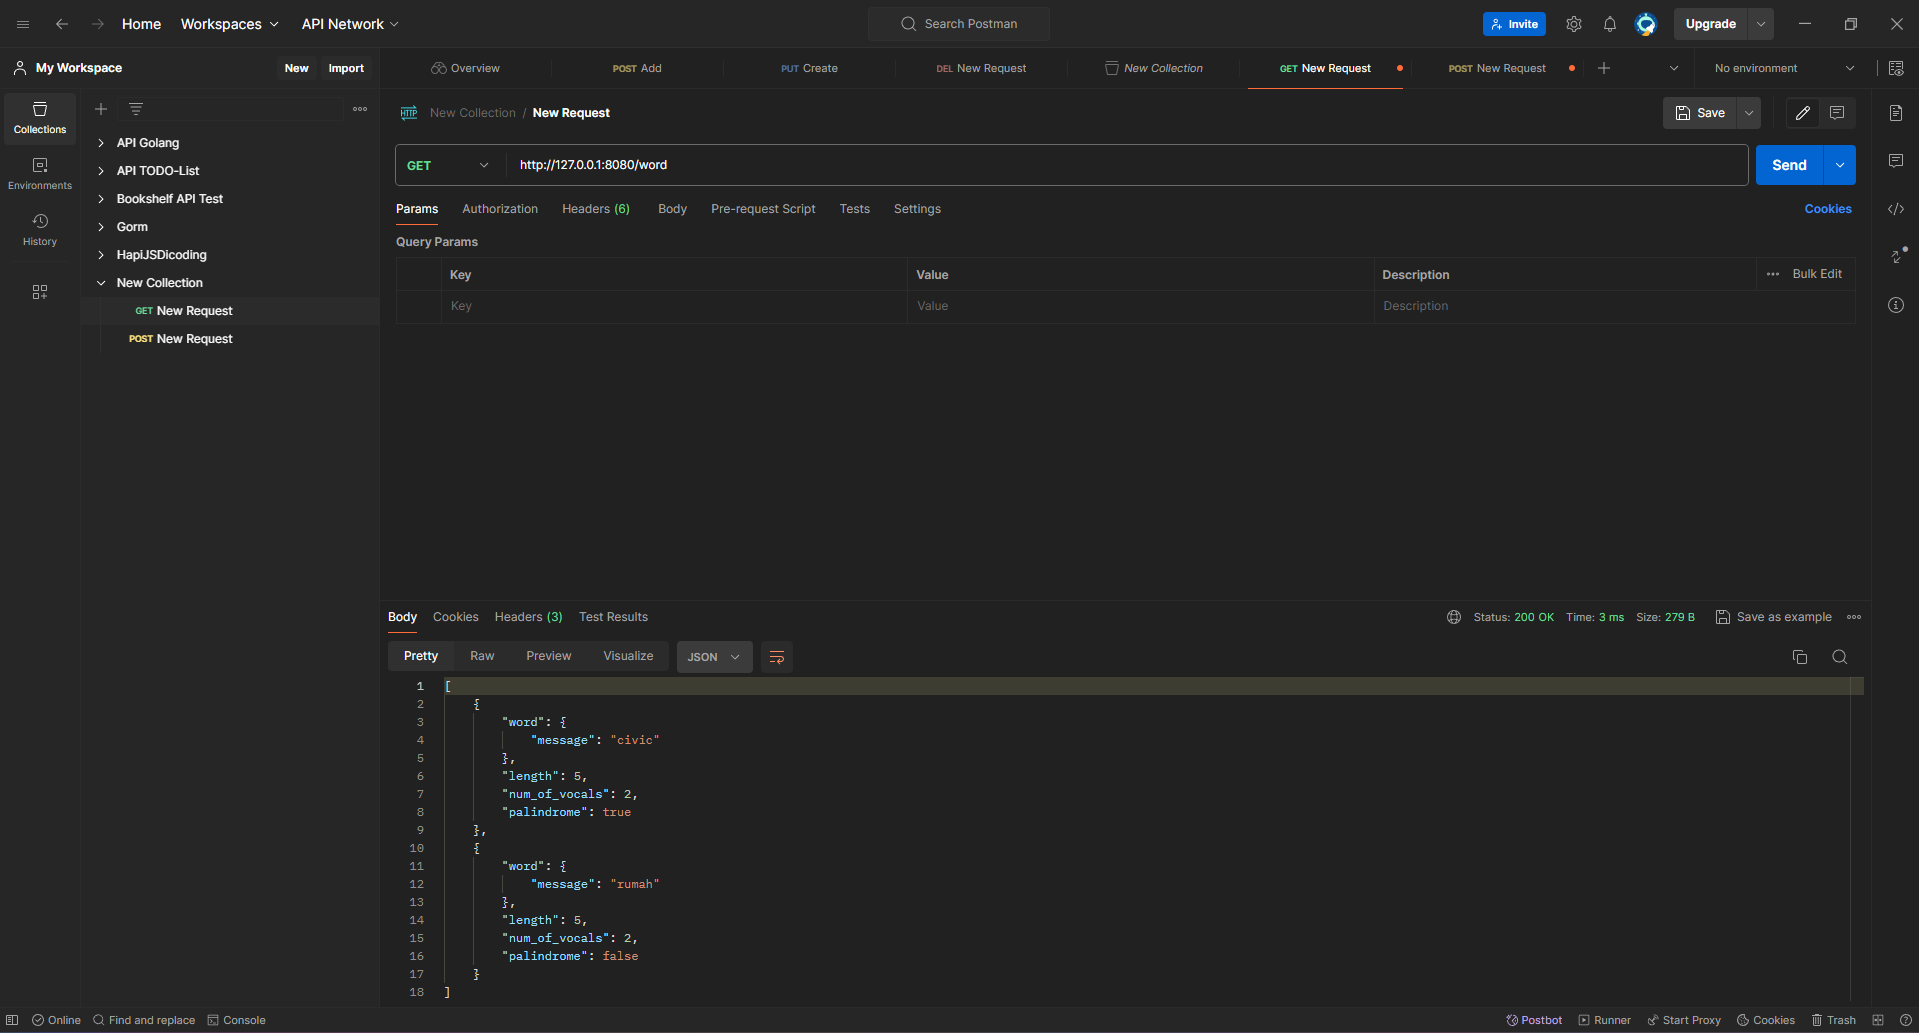 Home Workspaces API Network Search Postman Invite Upgrade
My Workspace New Import Overview POST Add PUT Create DEL New Request New Collection GET New Request POST New Request No environment
Collections
Environments
History
API Golang
API TODO-List
Bookshelf API Test
Gorm
HapiJSDicoding
New Collection
GET New Request
POST New Request
HTTP New Collection / New Request Save
GET http://127.0.0.1:8080/word Send
Params Authorization Headers (6) Body Pre-request Script Tests Settings Cookies
Query Params
Key Value Description Bulk Edit
Key Value Description
Body Cookies Headers (3) Test Results Status: 200 OK Time: 3 ms Size: 279 B Save as example
Pretty Raw Preview Visualize JSON
1 [
2 {
3 "word": {
4 "message": "civic"
5 },
6 "length": 5,
7 "num_of_vocals": 2,
8 "palindrome": true
9 },
10 {
11 "word": {
12 "message": "rumah"
13 },
14 "length": 5,
15 "num_of_vocals": 2,
16 "palindrome": false
17 }
18 ]
Online Find and replace Console Postbot Runner Start Proxy Cookies Trash